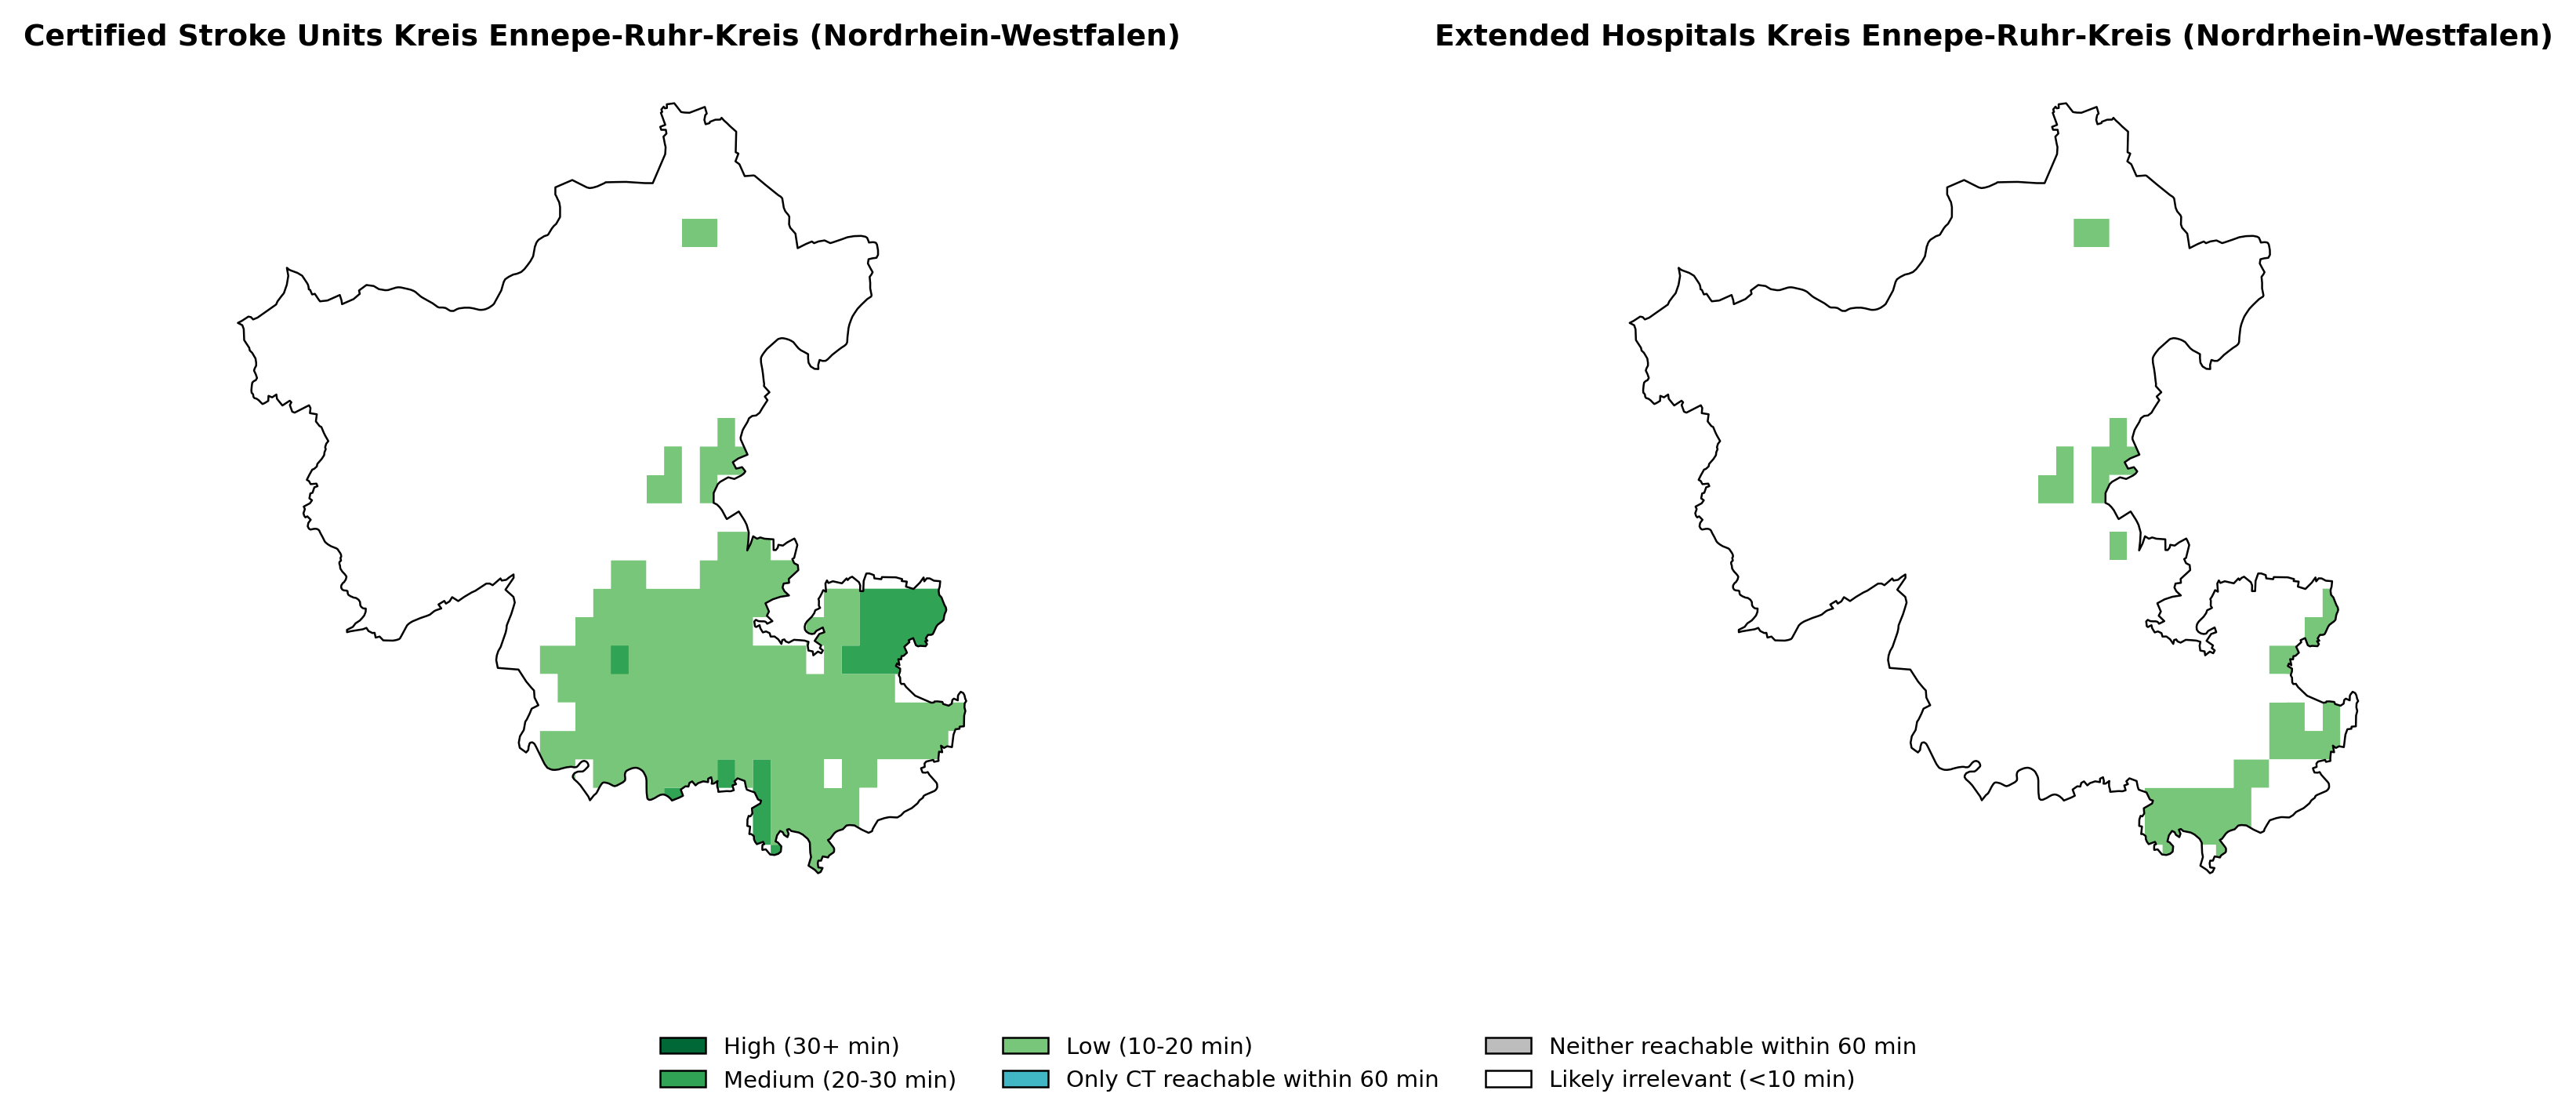 Certified Stroke Units Kreis Ennepe-Ruhr-Kreis (Nordrhein-Westfalen)
Extended Hospitals Kreis Ennepe-Ruhr-Kreis (Nordrhein-Westfalen)
High (30+ min)
Medium (20-30 min)
Low (10-20 min)
Only CT reachable within 60 min
Neither reachable within 60 min
Likely irrelevant (<10 min)